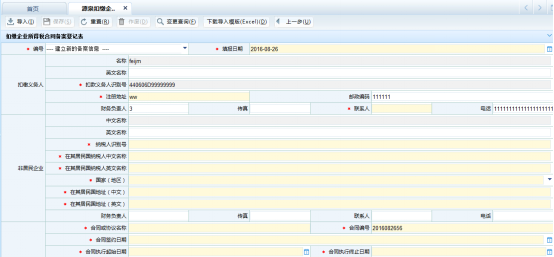 首页 源泉扣缴企.. ×
导入(I) 保存(S) 重置(R) 作废(D) 变更查询(F) 下载导入模版(Excel)(O) 上一步(U)
扣缴企业所得税合同备案登记表
* 编号 ---- 建立新的备案信息 ---- * 填报日期 2016-08-26
扣缴义务人
名称 feijm
英文名称
* 扣缴义务人识别号 440606D99999999
* 注册地址 ww 邮政编码 111111
财务负责人 3 传真 * 联系人 电话 11111111111111111111
非居民企业
中文名称
英文名称
* 纳税人识别号
* 在其居民国纳税人中文名称
* 在其居民国纳税人英文名称
* 国家（地区）
* 在其居民国地址（中文）
* 在其居民国地址（英文）
财务负责人 传真 联系人 电话
* 合同或协议名称 * 合同编号 2016082656
* 合同签约日期
* 合同执行起始日期 * 合同执行终止日期